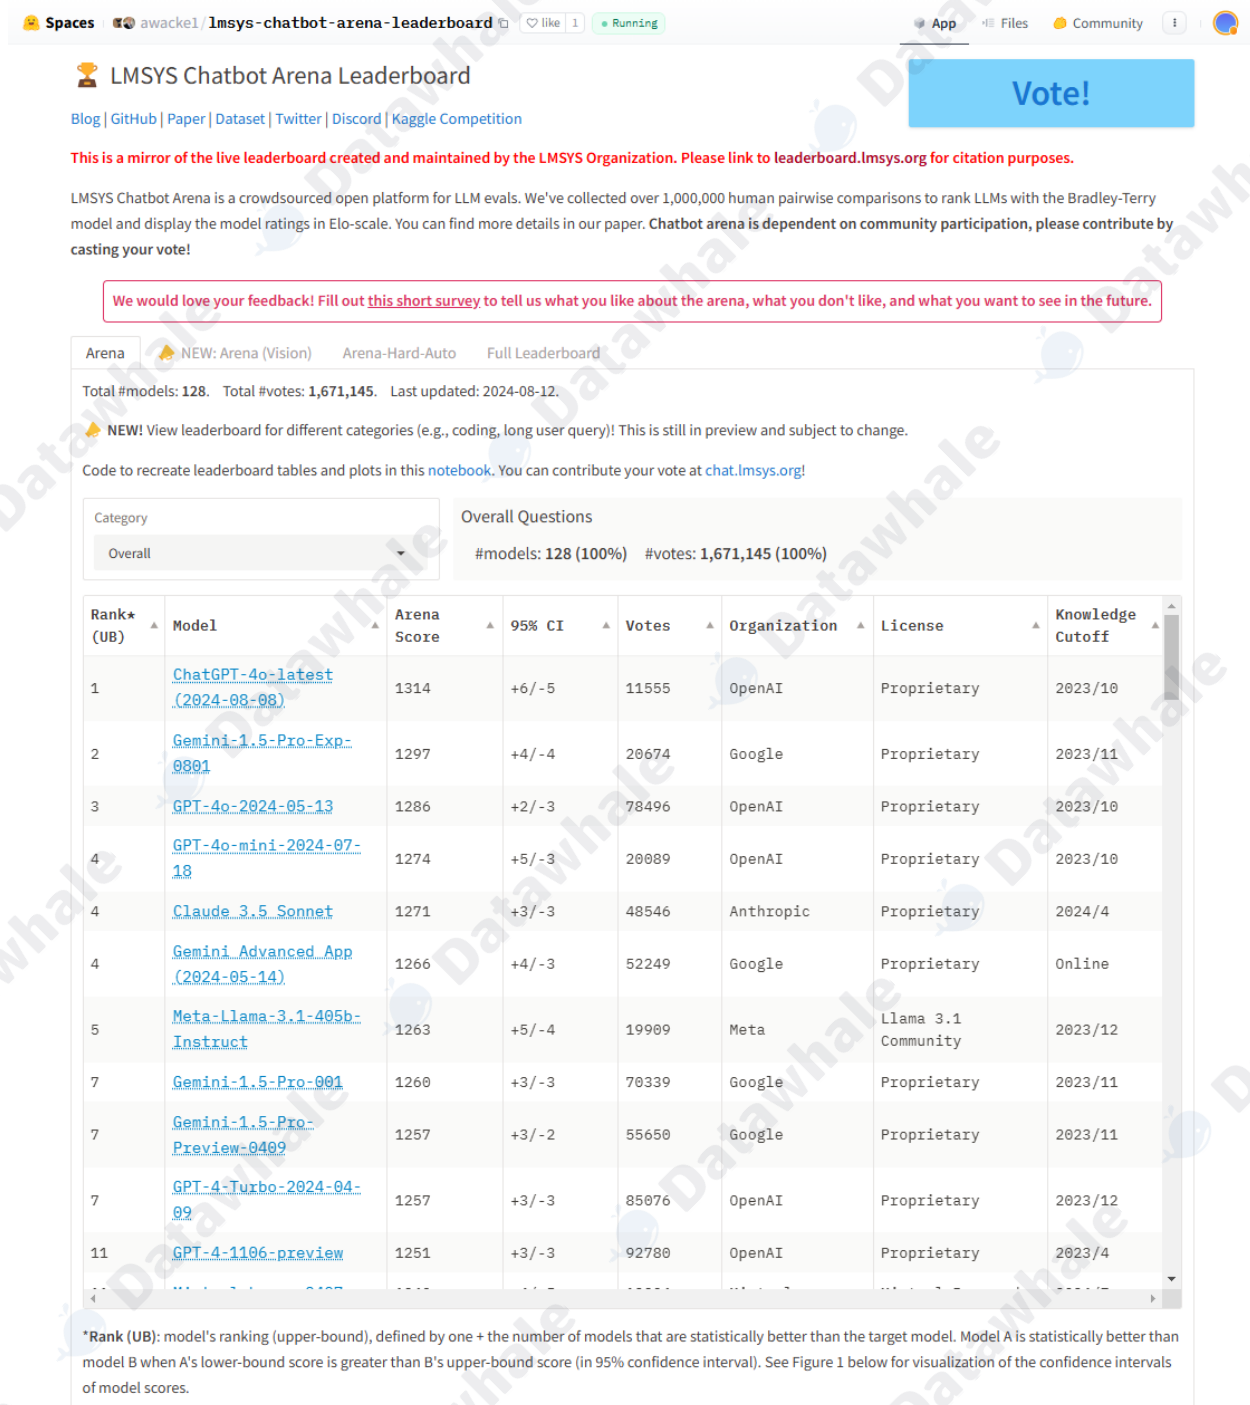 Spaces awacke1/lmsys-chatbot-arena-leaderboard like 1 Running App Files Community
LMSYS Chatbot Arena Leaderboard
Vote!
Blog | GitHub | Paper | Dataset | Twitter | Discord | Kaggle Competition
This is a mirror of the live leaderboard created and maintained by the LMSYS Organization. Please link to leaderboard.lmsys.org for citation purposes.
LMSYS Chatbot Arena is a crowdsourced open platform for LLM evals. We've collected over 1,000,000 human pairwise comparisons to rank LLMs with the Bradley-Terry
model and display the model ratings in Elo-scale. You can find more details in our paper. Chatbot arena is dependent on community participation, please contribute by
casting your vote!
We would love your feedback! Fill out this short survey to tell us what you like about the arena, what you don't like, and what you want to see in the future.
Arena NEW: Arena (Vision) Arena-Hard-Auto Full Leaderboard
Total #models: 128. Total #votes: 1,671,145. Last updated: 2024-08-12.
NEW! View leaderboard for different categories (e.g., coding, long user query)! This is still in preview and subject to change.
Code to recreate leaderboard tables and plots in this notebook. You can contribute your vote at chat.lmsys.org!
Category
Overall
Overall Questions
#models: 128 (100%) #votes: 1,671,145 (100%)
Rank* (UB) Model Arena Score 95% CI Votes Organization License Knowledge Cutoff
1 ChatGPT-4o-latest (2024-08-08) 1314 +6/-5 11555 OpenAI Proprietary 2023/10
2 Gemini-1.5-Pro-Exp-0801 1297 +4/-4 20674 Google Proprietary 2023/11
3 GPT-4o-2024-05-13 1286 +2/-3 78496 OpenAI Proprietary 2023/10
4 GPT-4o-mini-2024-07-18 1274 +5/-3 20089 OpenAI Proprietary 2023/10
4 Claude 3.5 Sonnet 1271 +3/-3 48546 Anthropic Proprietary 2024/4
4 Gemini Advanced App (2024-05-14) 1266 +4/-3 52249 Google Proprietary Online
5 Meta-Llama-3.1-405b-Instruct 1263 +5/-4 19909 Meta Llama 3.1 Community 2023/12
7 Gemini-1.5-Pro-001 1260 +3/-3 70339 Google Proprietary 2023/11
7 Gemini-1.5-Pro-Preview-0409 1257 +3/-2 55650 Google Proprietary 2023/11
7 GPT-4-Turbo-2024-04-09 1257 +3/-3 85076 OpenAI Proprietary 2023/12
11 GPT-4-1106-preview 1251 +3/-3 92780 OpenAI Proprietary 2023/4
*Rank (UB): model's ranking (upper-bound), defined by one + the number of models that are statistically better than the target model. Model A is statistically better than
model B when A's lower-bound score is greater than B's upper-bound score (in 95% confidence interval). See Figure 1 below for visualization of the confidence intervals
of model scores.
Datawhale